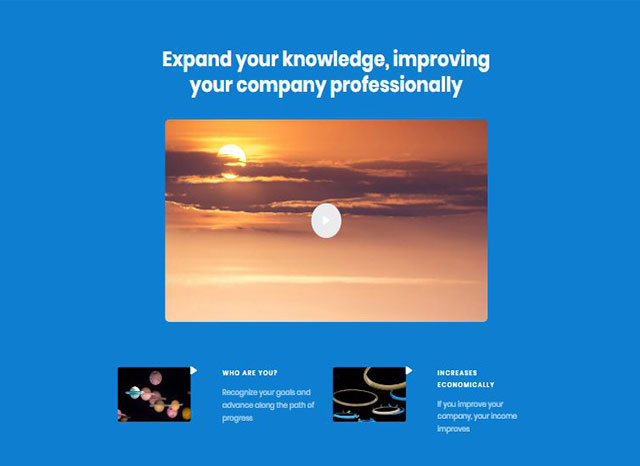 Expand your knowledge, improving
your company professionally
WHO ARE YOU?
Recognize your goals and
advance along the path of
progress
INCREASES
ECONOMICALLY
If you improve your
company, your income
improves